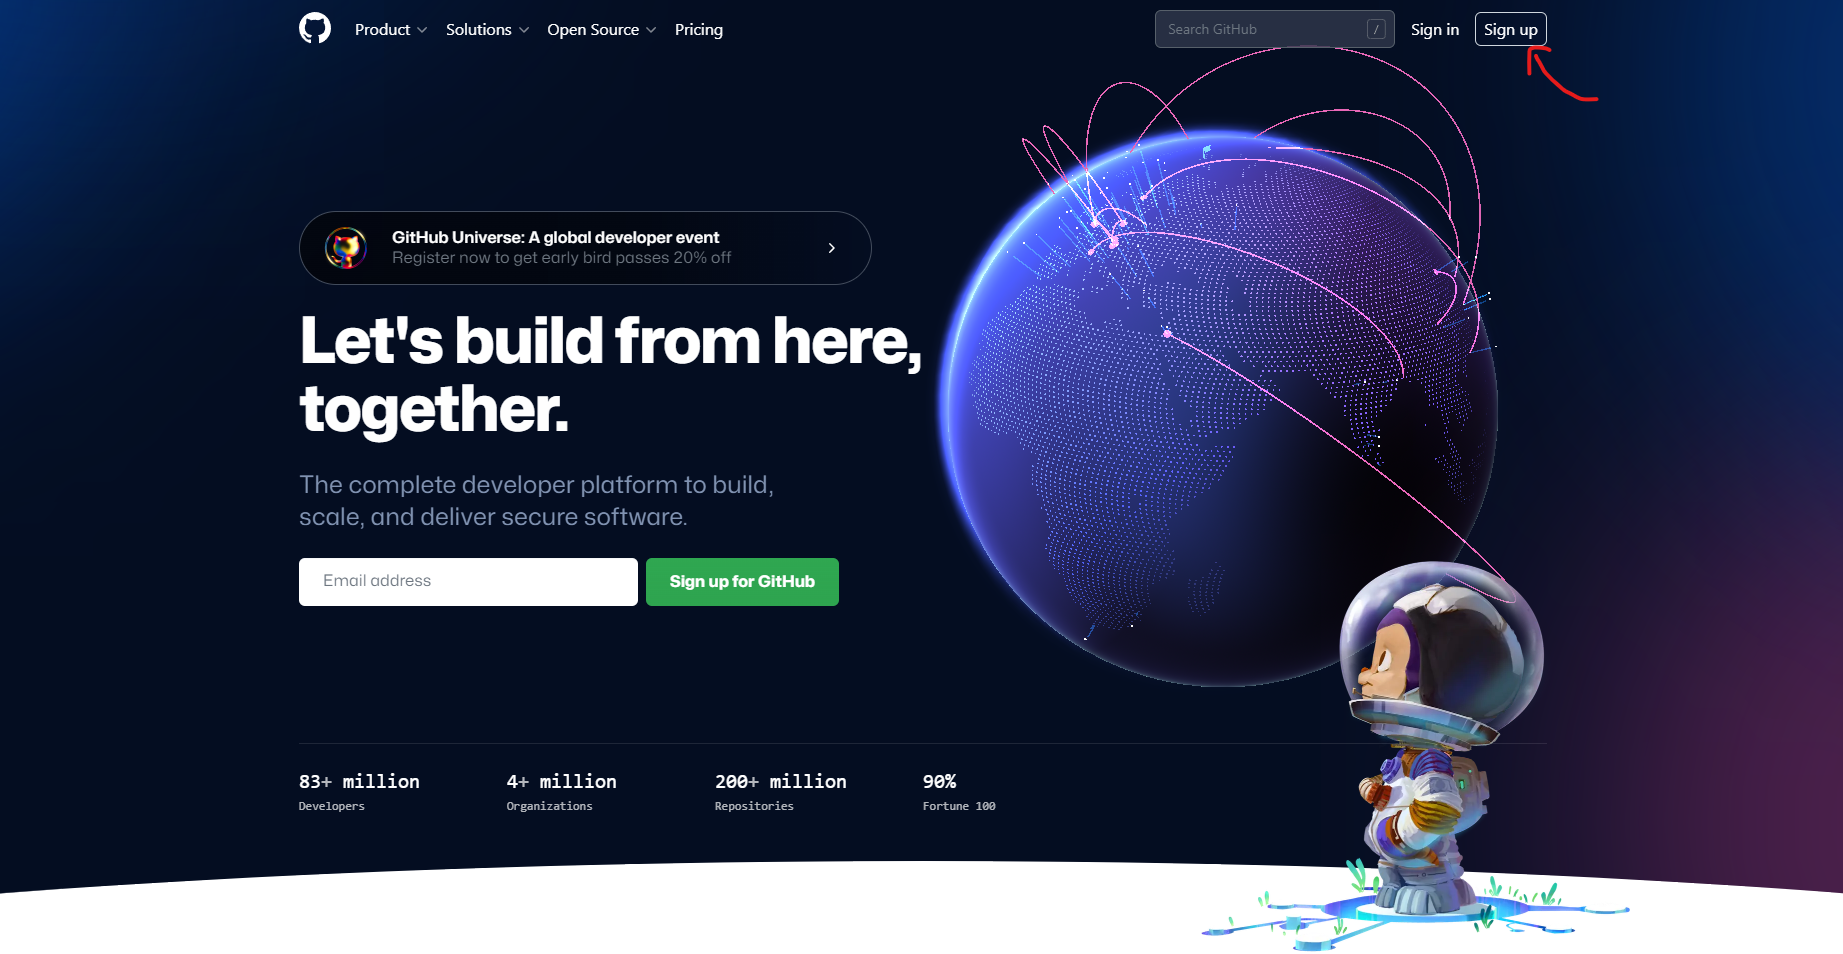 Product
Solutions
Open Source
Pricing
Search GitHub
/
Sign in
Sign up
GitHub Universe: A global developer event
Register now to get early bird passes 20% off
Let's build from here,
together.
The complete developer platform to build,
scale, and deliver secure software.
Email address
Sign up for GitHub
83+ million
Developers
4+ million
Organizations
200+ million
Repositories
90%
Fortune 100